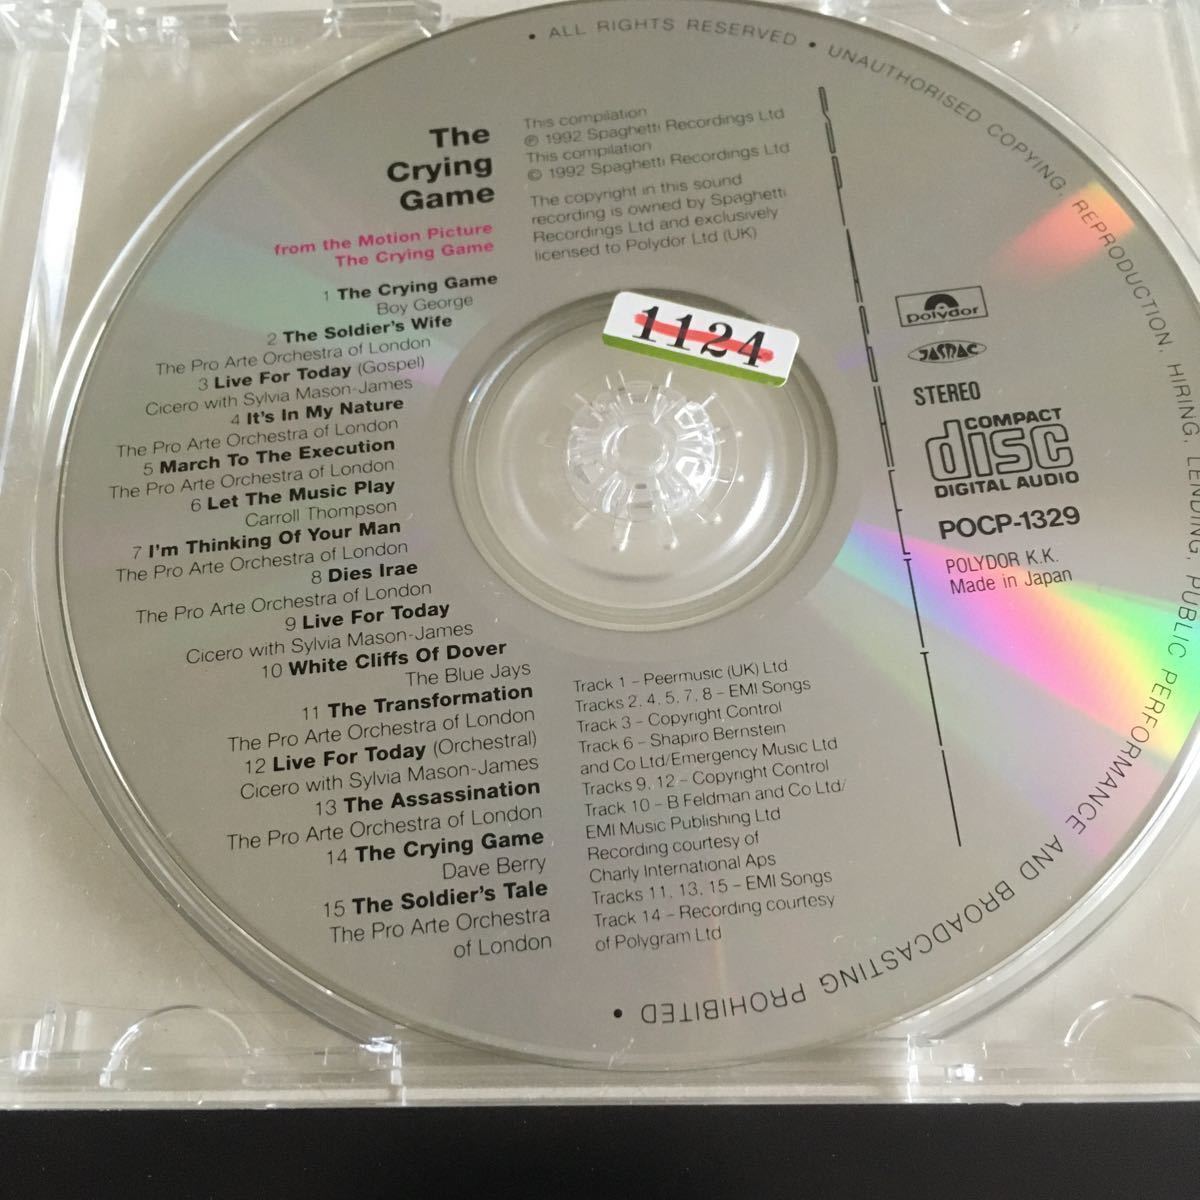 • ALL RIGHTS RESERVED • UNAUTHORISED COPYING, REPRODUCTION, HIRING, LENDING, PUBLIC PERFORMANCE AND BROADCASTING PROHIBITED •
The
Crying
Game
from the Motion Picture
The Crying Game
1 The Crying Game
Boy George
2 The Soldier's Wife
The Pro Arte Orchestra of London
3 Live For Today (Gospel)
Cicero with Sylvia Mason-James
4 It's In My Nature
The Pro Arte Orchestra of London
5 March To The Execution
The Pro Arte Orchestra of London
6 Let The Music Play
Carroll Thompson
7 I'm Thinking Of Your Man
The Pro Arte Orchestra of London
8 Dies Irae
The Pro Arte Orchestra of London
9 Live For Today
Cicero with Sylvia Mason-James
10 White Cliffs Of Dover
The Blue Jays
11 The Transformation
The Pro Arte Orchestra of London
12 Live For Today (Orchestral)
Cicero with Sylvia Mason-James
13 The Assassination
The Pro Arte Orchestra of London
14 The Crying Game
Dave Berry
15 The Soldier's Tale
The Pro Arte Orchestra
of London
This compilation
℗ 1992 Spaghetti Recordings Ltd
This compilation
© 1992 Spaghetti Recordings Ltd
The copyright in this sound
recording is owned by Spaghetti
Recordings Ltd and exclusively
licensed to Polydor Ltd (UK)
1124
Track 1 – Peermusic (UK) Ltd
Tracks 2, 4, 5, 7, 8 – EMI Songs
Track 3 – Copyright Control
Track 6 – Shapiro Bernstein
and Co Ltd/Emergency Music Ltd
Tracks 9, 12 – Copyright Control
Track 10 – B Feldman and Co Ltd/
EMI Music Publishing Ltd
Recording courtesy of
Charly International Aps
Tracks 11, 13, 15 – EMI Songs
Track 14 – Recording courtesy
of Polygram Ltd
polydor
JASRAC
STEREO
COMPACT
disc
DIGITAL AUDIO
POCP-1329
POLYDOR K.K.
Made in Japan